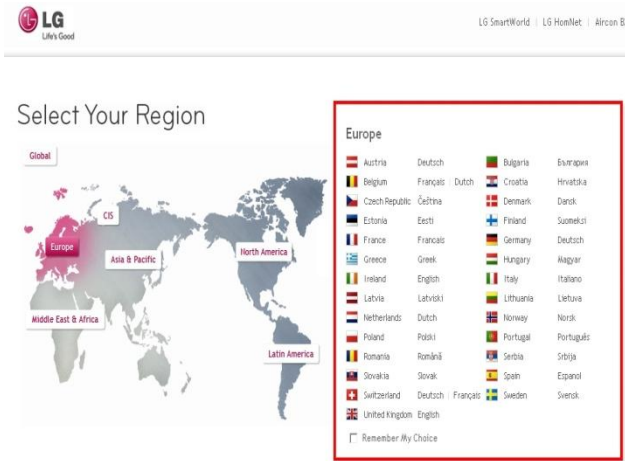 LG
Life's Good
LG SmartWorld | LG HomNet | Aircon B
Select Your Region
Global
CIS
Europe
Asia & Pacific
North America
Middle East & Africa
Latin America
Europe
Austria Deutsch Bulgaria България
Belgium Français | Dutch Croatia Hrvatska
Czech Republic Čeština Denmark Dansk
Estonia Eesti Finland Suomeksi
France Francais Germany Deutsch
Greece Greek Hungary Magyar
Ireland English Italy Italiano
Latvia Latviski Lithuania Lietuva
Netherlands Dutch Norway Norsk
Poland Polski Portugal Português
Romania Română Serbia Srbija
Slovakia Slovak Spain Espanol
Switzerland Deutsch | Français Sweden Svensk
United Kingdom English
Remember My Choice